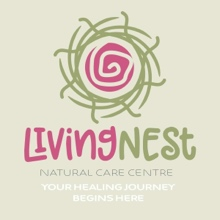 LIVINGNEST
NATURAL CARE CENTRE
YOUR HEALING JOURNEY
BEGINS HERE